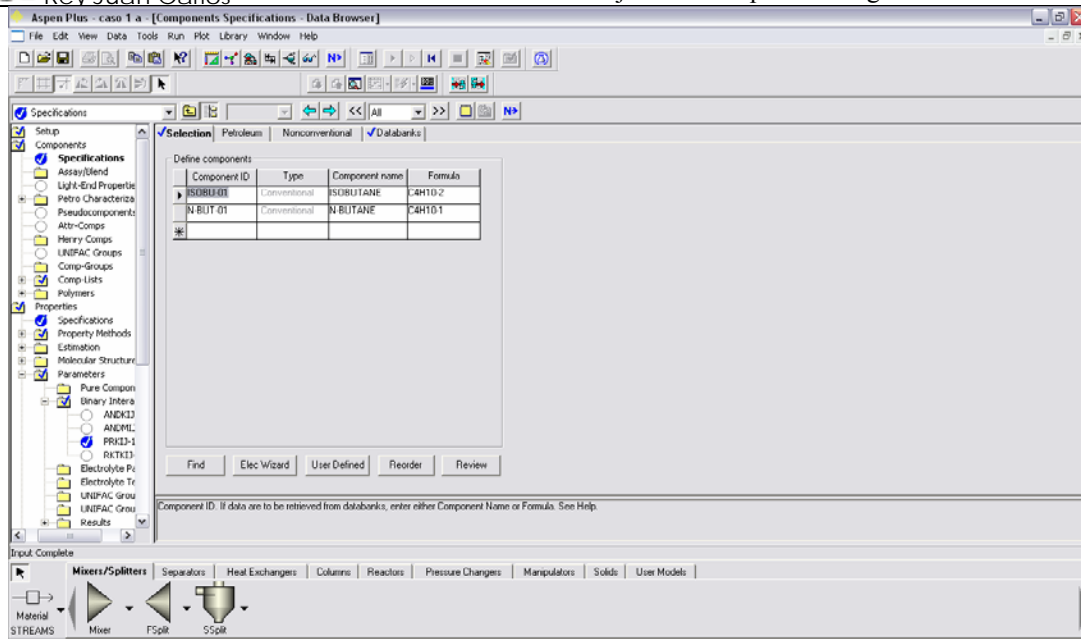 Rey Juan Carlos
Aspen Plus - caso 1 a - [Components Specifications - Data Browser]
File Edit View Data Tools Run Plot Library Window Help
N>
Specifications
All
<< >> N>
Setup
Components
Specifications
Assay/Blend
Light-End Propertie
Petro Characteriza
Pseudocomponents
Attr-Comps
Henry Comps
UNIFAC Groups
Comp-Groups
Comp-Lists
Polymers
Properties
Specifications
Property Methods
Estimation
Molecular Structure
Parameters
Pure Compon
Binary Intera
ANDKIJ
ANDMI
PRKIJ-1
RKTKIJ-
Electrolyte Pa
Electrolyte Te
UNIFAC Grou
UNIFAC Grou
Results
Selection Petroleum Nonconventional Databanks
Define components
Component ID Type Component name Formula
ISOBU-01 Conventional ISOBUTANE C4H10-2
N-BUT-01 Conventional N-BUTANE C4H10-1
Find Elec Wizard User Defined Reorder Review
Component ID. If data are to be retrieved from databanks, enter either Component Name or Formula. See Help.
Input Complete
Mixers/Splitters Separators Heat Exchangers Columns Reactors Pressure Changers Manipulators Solids User Models
Material
STREAMS Mixer FSplit SSplit